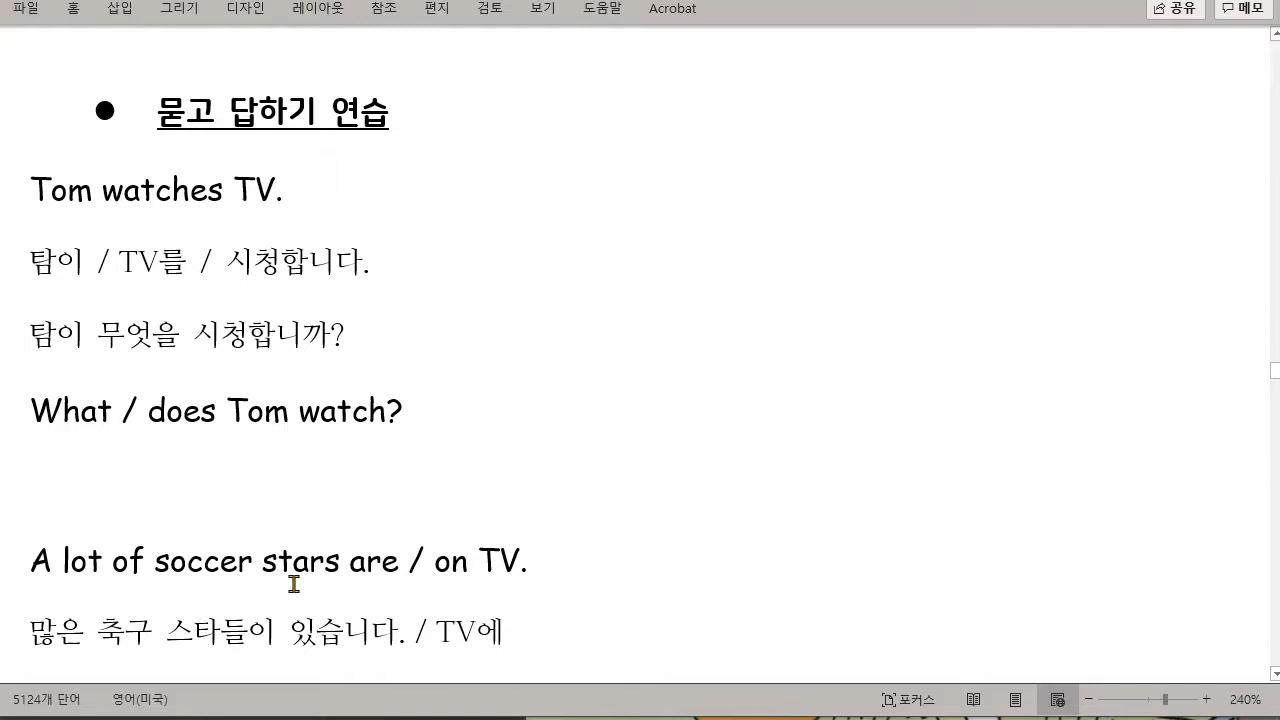 파일 홈 삽입 그리기 디자인 레이아웃 참조 편지 검토 보기 도움말 Acrobat 공유 메모
● 묻고 답하기 연습
Tom watches TV.
탐이 / TV를 / 시청합니다.
탐이 무엇을 시청합니까?
What / does Tom watch?
A lot of soccer stars are / on TV.
많은 축구 스타들이 있습니다. / TV에
5124개 단어 영어(미국) 포커스 240%